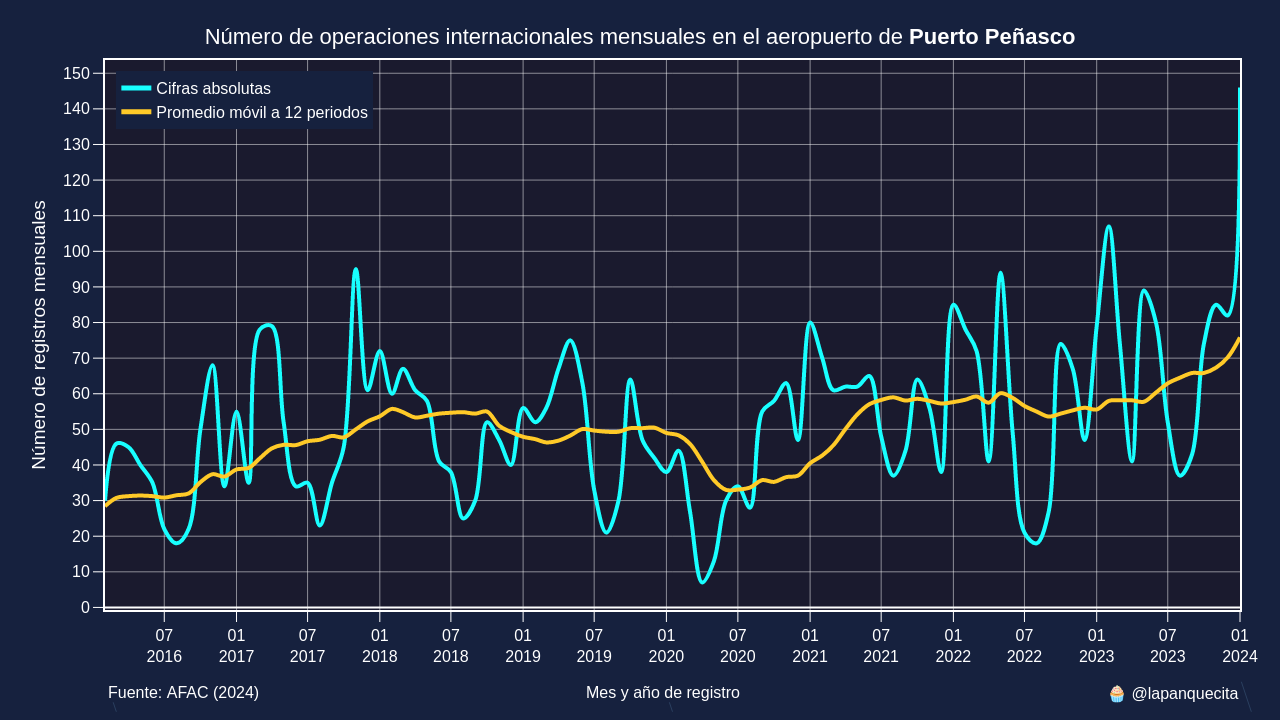 Número de operaciones internacionales mensuales en el aeropuerto de Puerto Peñasco
Cifras absolutas
Promedio móvil a 12 periodos
Número de registros mensuales
150
140
130
120
110
100
90
80
70
60
50
40
30
20
10
0
07 01 07 01 07 01 07 01 07 01 07 01 07 01 07 01
2016 2017 2017 2018 2018 2019 2019 2020 2020 2021 2021 2022 2022 2023 2023 2024
Fuente: AFAC (2024)
Mes y año de registro
🧁 @lapanquecita